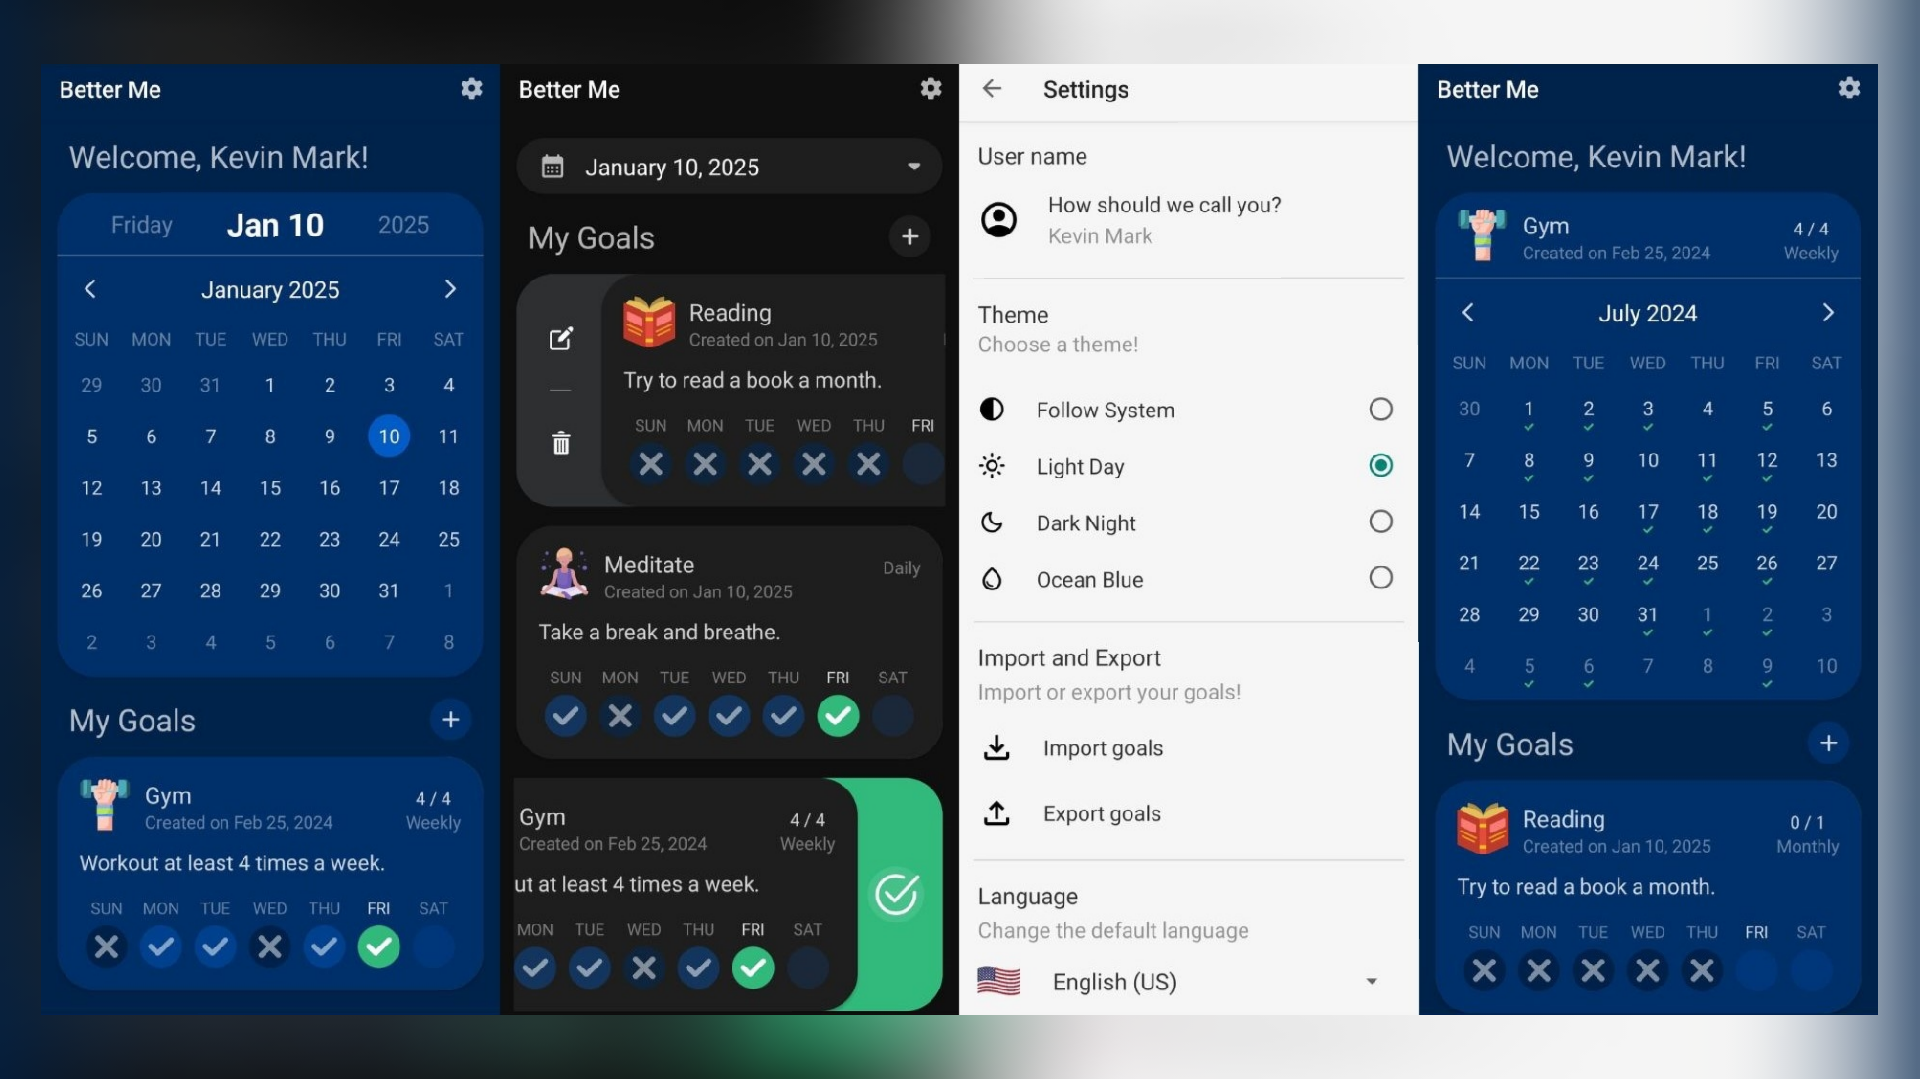 Better Me
Welcome, Kevin Mark!
Friday Jan 10 2025
January 2025
SUN MON TUE WED THU FRI SAT
29 30 31 1 2 3 4
5 6 7 8 9 10 11
12 13 14 15 16 17 18
19 20 21 22 23 24 25
26 27 28 29 30 31 1
2 3 4 5 6 7 8
My Goals
Gym
4 / 4
Created on Feb 25, 2024
Weekly
Workout at least 4 times a week.
SUN MON TUE WED THU FRI SAT
Better Me
January 10, 2025
My Goals
Reading
Created on Jan 10, 2025
Try to read a book a month.
SUN MON TUE WED THU FRI
Meditate
Daily
Created on Jan 10, 2025
Take a break and breathe.
SUN MON TUE WED THU FRI SAT
Gym
4 / 4
Created on Feb 25, 2024
Weekly
ut at least 4 times a week.
MON TUE WED THU FRI SAT
Settings
User name
How should we call you?
Kevin Mark
Theme
Choose a theme!
Follow System
Light Day
Dark Night
Ocean Blue
Import and Export
Import or export your goals!
Import goals
Export goals
Language
Change the default language
English (US)
Better Me
Welcome, Kevin Mark!
Gym
4 / 4
Created on Feb 25, 2024
Weekly
July 2024
SUN MON TUE WED THU FRI SAT
30 1 2 3 4 5 6
7 8 9 10 11 12 13
14 15 16 17 18 19 20
21 22 23 24 25 26 27
28 29 30 31 1 2 3
4 5 6 7 8 9 10
My Goals
Reading
0 / 1
Created on Jan 10, 2025
Monthly
Try to read a book a month.
SUN MON TUE WED THU FRI SAT